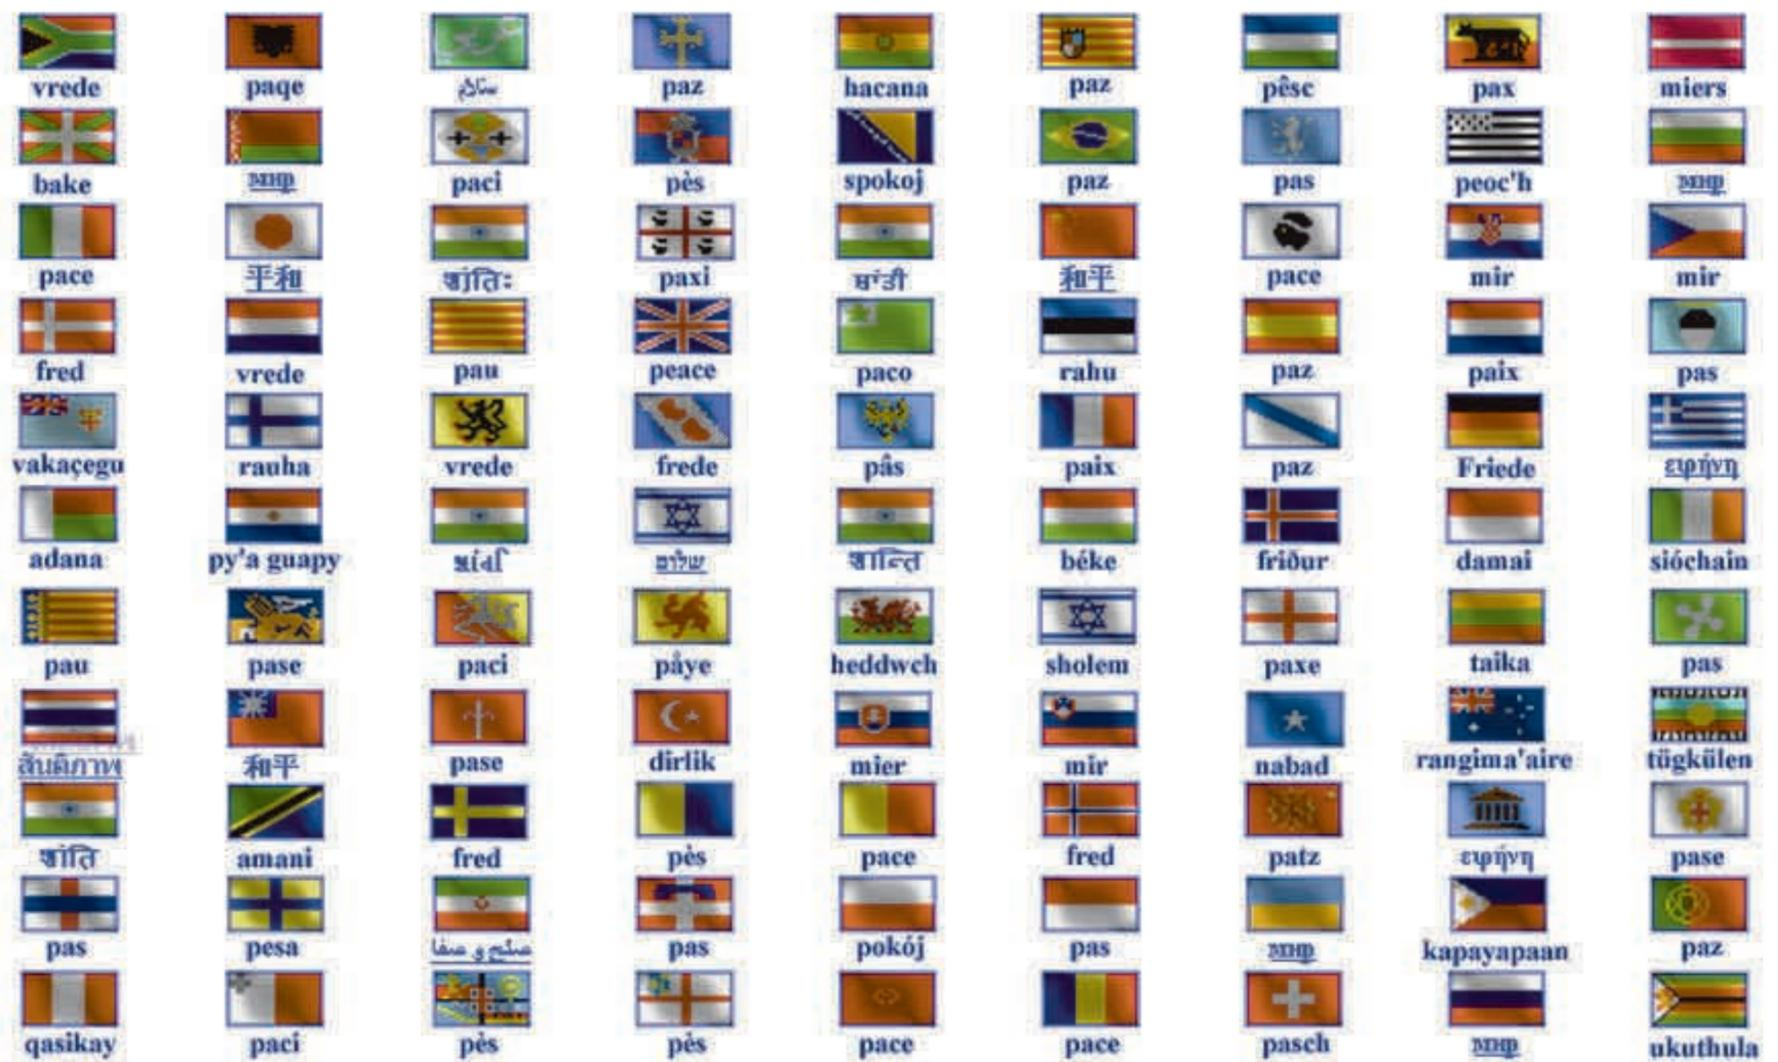 vrede paqe سلام paz hacana paz pêsc pax miers
bake мир paci pès spokoj paz pas peoc'h мир
pace 平和 शांतिः paxi ਸ਼ਾਂਤੀ 和平 pace mir mir
fred vrede pau peace paco rahu paz paix pas
vakaçegu rauha vrede frede pâs paix paz Friede ειρήνη
adana py'a guapy שלום शान्ति béke friður damai sióchain
pau pase paci pâye heddwch sholem paxe taika pas
สันติภาพ 和平 pase dirlik mier mir nabad rangima'aire tügkülen
शांति amani fred pès pace fred patz ειρήνη pase
pas pesa صلح و صفا pas pokój pas мир kapayapaan paz
qasikay paci pès pès pace pace pasch мир ukuthula